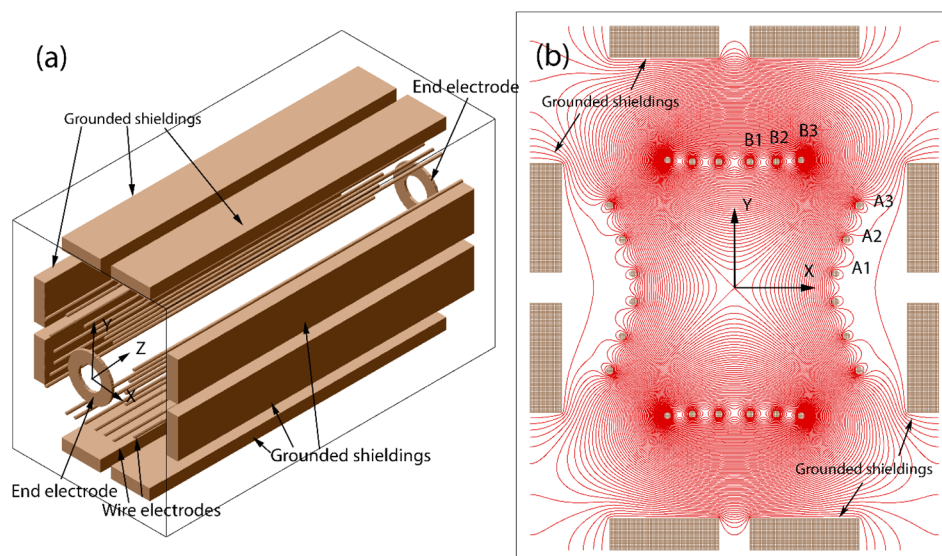 (a)
End electrode
Grounded shieldings
Y
Z
X
Grounded shieldings
End electrode
Wire electrodes
(b)
Grounded shieldings
B1
B2
B3
A3
Y
A2
X
A1
Grounded shieldings